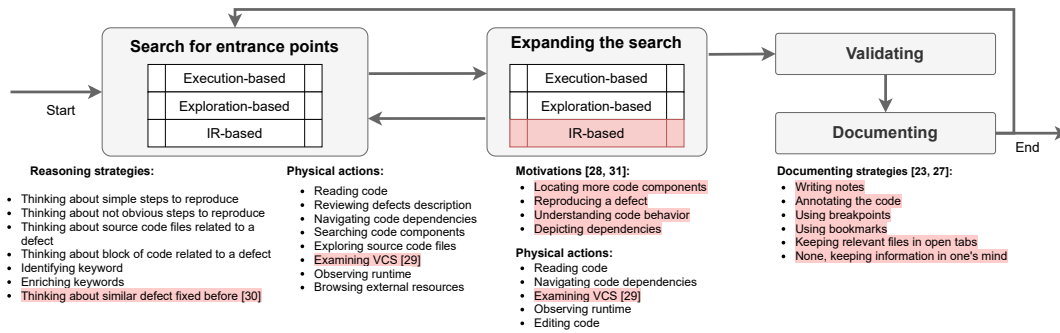 Search for entrance points
Execution-based
Exploration-based
IR-based
Start
Expanding the search
Execution-based
Exploration-based
IR-based
Validating
Documenting
End
Reasoning strategies:
• Thinking about simple steps to reproduce
• Thinking about not obvious steps to reproduce
• Thinking about source code files related to a
defect
• Thinking about block of code related to a defect
• Identifying keyword
• Enriching keywords
• Thinking about similar defect fixed before [30]
Physical actions:
• Reading code
• Reviewing defects description
• Navigating code dependencies
• Searching code components
• Exploring source code files
• Examining VCS [29]
• Observing runtime
• Browsing external resources
Motivations [28, 31]:
• Locating more code components
• Reproducing a defect
• Understanding code behavior
• Depicting dependencies
Physical actions:
• Reading code
• Navigating code dependencies
• Examining VCS [29]
• Observing runtime
• Editing code
Documenting strategies [23, 27]:
• Writing notes
• Annotating the code
• Using breakpoints
• Using bookmarks
• Keeping relevant files in open tabs
• None, keeping information in one's mind